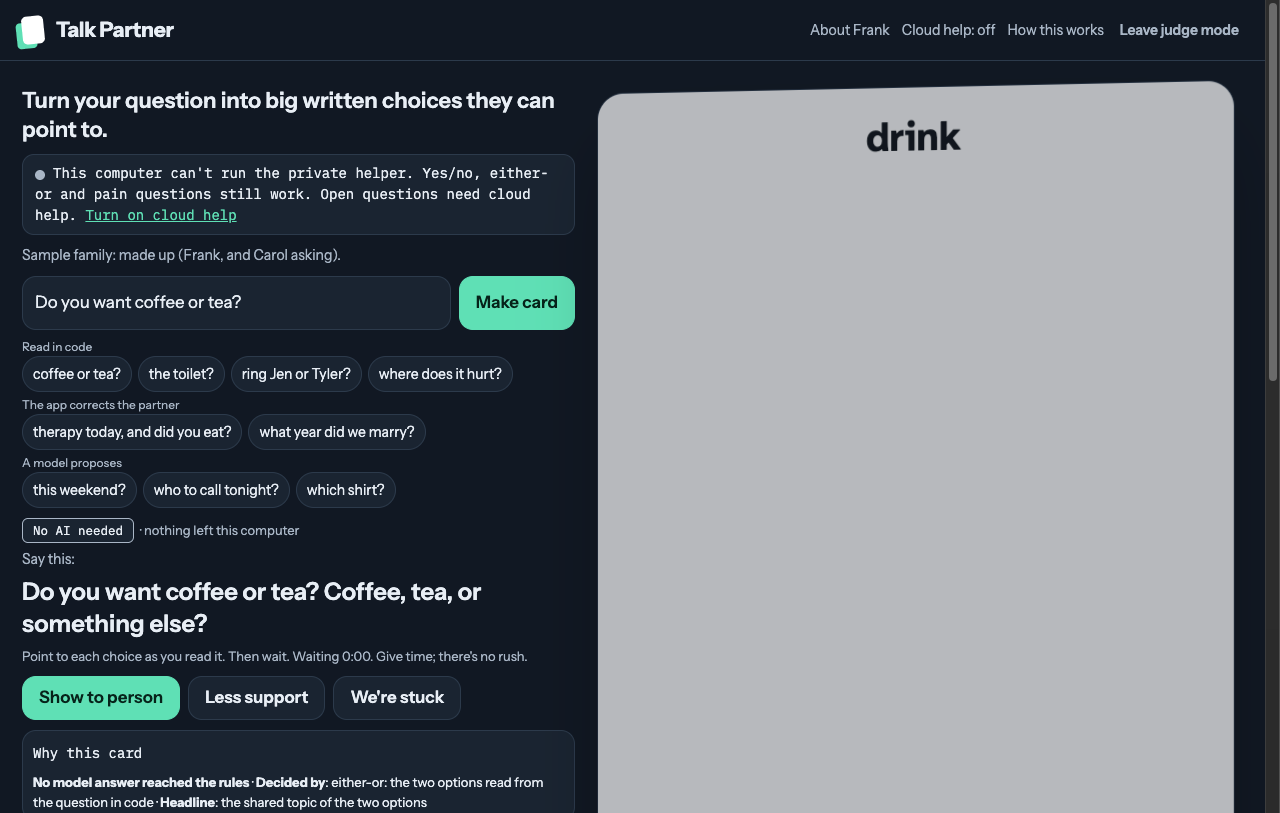 Talk Partner
About Frank
Cloud help: off
How this works
Leave judge mode
Turn your question into big written choices they can
point to.
This computer can't run the private helper. Yes/no, either-
or and pain questions still work. Open questions need cloud
help. Turn on cloud help
Sample family: made up (Frank, and Carol asking).
Do you want coffee or tea?
Make card
Read in code
coffee or tea?
the toilet?
ring Jen or Tyler?
where does it hurt?
The app corrects the partner
therapy today, and did you eat?
what year did we marry?
A model proposes
this weekend?
who to call tonight?
which shirt?
No AI needed · nothing left this computer
Say this:
Do you want coffee or tea? Coffee, tea, or
something else?
Point to each choice as you read it. Then wait. Waiting 0:00. Give time; there's no rush.
Show to person
Less support
We're stuck
Why this card
No model answer reached the rules · Decided by: either-or: the two options read from
the question in code · Headline: the shared topic of the two options
drink